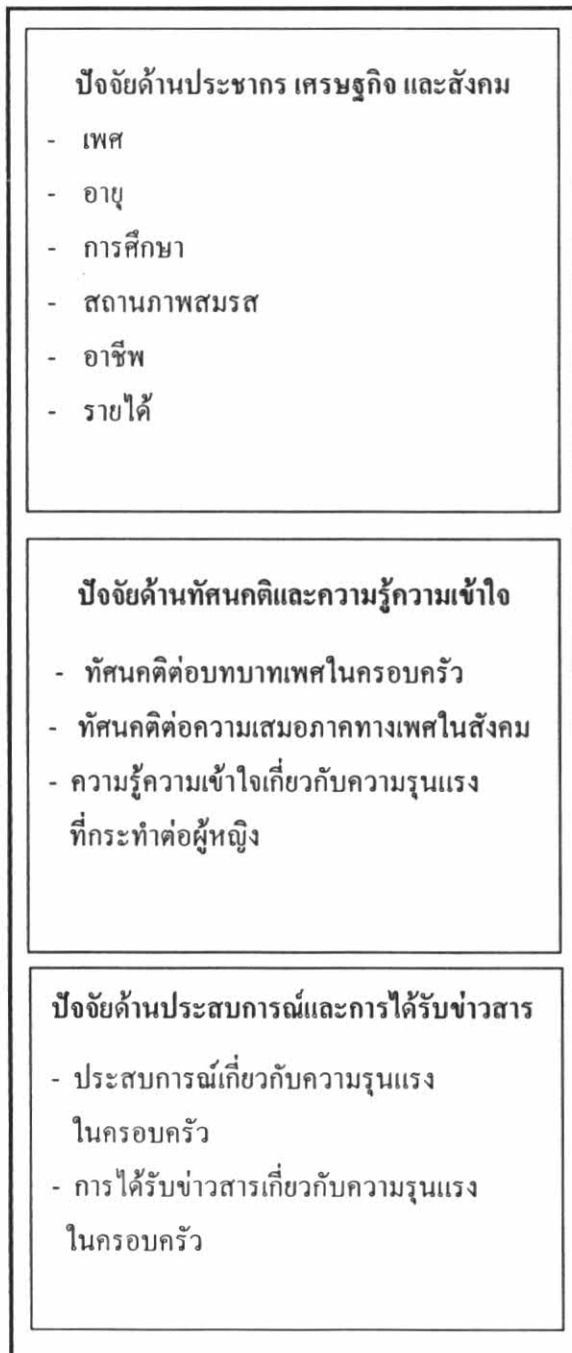 ปัจจัยด้านประชากร เศรษฐกิจ และสังคม
- เพศ
- อายุ
- การศึกษา
- สถานภาพสมรส
- อาชีพ
- รายได้
ปัจจัยด้านทัศนคติและความรู้ความเข้าใจ
- ทัศนคติต่อบทบาทเพศในครอบครัว
- ทัศนคติต่อความเสมอภาคทางเพศในสังคม
- ความรู้ความเข้าใจเกี่ยวกับความรุนแรง
ที่กระทำต่อผู้หญิง
ปัจจัยด้านประสบการณ์และการได้รับข่าวสาร
- ประสบการณ์เกี่ยวกับความรุนแรง
ในครอบครัว
- การได้รับข่าวสารเกี่ยวกับความรุนแรง
ในครอบครัว